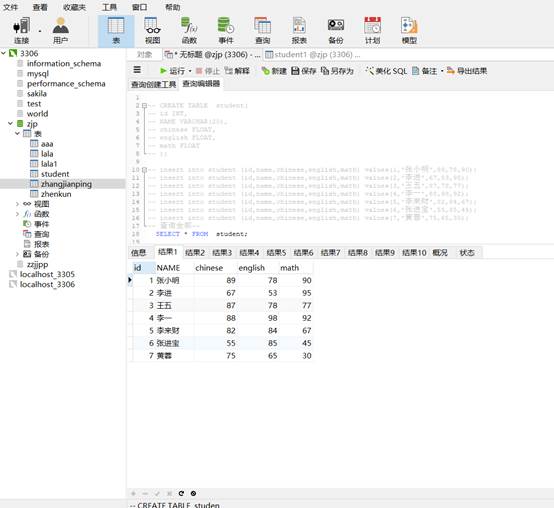 文件 查看 收藏夹 工具 窗口 帮助
连接 用户 表 视图 函数 事件 查询 报表 备份 计划 模型
对象 * 无标题 @zjp (3306) - ... student1 @zjp (3306) ...
运行 停止 解释 新建 保存 另存为 美化 SQL 备注 导出结果
查询创建工具 查询编辑器
3306
information_schema
mysql
performance_schema
sakila
test
world
zjp
表
aaa
lala
lala1
student
zhangjianping
zhenkun
视图
函数
事件
查询
报表
备份
zzjjpp
localhost_3305
localhost_3306
1
2 -- CREATE TABLE student(
3 -- id INT,
4 -- NAME VARCHAR(20),
5 -- chinese FLOAT,
6 -- english FLOAT,
7 -- math FLOAT
8 -- );
9
10 -- insert into student (id,name,chinese,english,math) values(1,'张小明',89,78,90);
11 -- insert into student (id,name,chinese,english,math) values(2,'李进',67,53,95);
12 -- insert into student (id,name,chinese,english,math) values(3,'王五',87,78,77);
13 -- insert into student (id,name,chinese,english,math) values(4,'李一',88,98,92);
14 -- insert into student (id,name,chinese,english,math) values(5,'李来财',82,84,67);
15 -- insert into student (id,name,chinese,english,math) values(6,'张进宝',55,85,45);
16 -- insert into student (id,name,chinese,english,math) values(7,'黄蓉',75,65,30);
17
18 SELECT * FROM student;
信息 结果1 结果2 结果3 结果4 结果5 结果6 结果7 结果8 结果9 结果10 概况 状态
id NAME chinese english math
1 张小明 89 78 90
2 李进 67 53 95
3 王五 87 78 77
4 李一 88 98 92
5 李来财 82 84 67
6 张进宝 55 85 45
7 黄蓉 75 65 30
-- CREATE TABLE studen